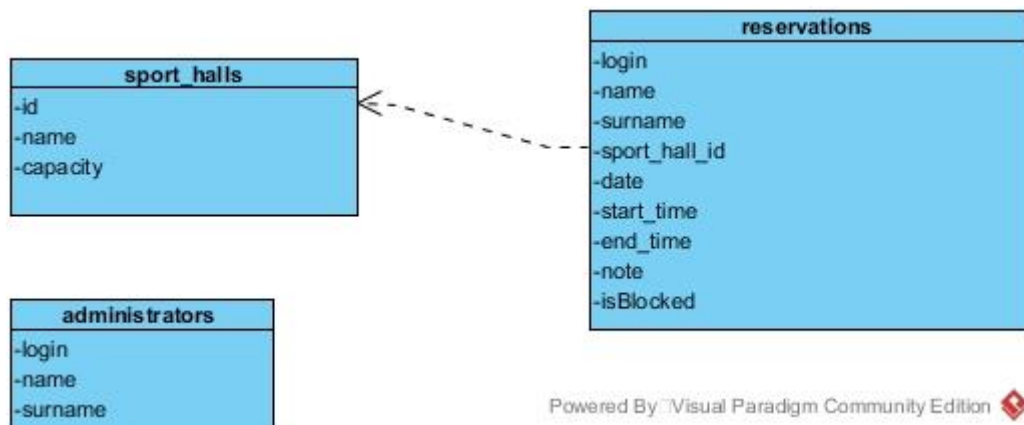 sport_halls
-id
-name
-capacity
reservations
-login
-name
-surname
-sport_hall_id
-date
-start_time
-end_time
-note
-isBlocked
administrators
-login
-name
-surname
Powered By Visual Paradigm Community Edition